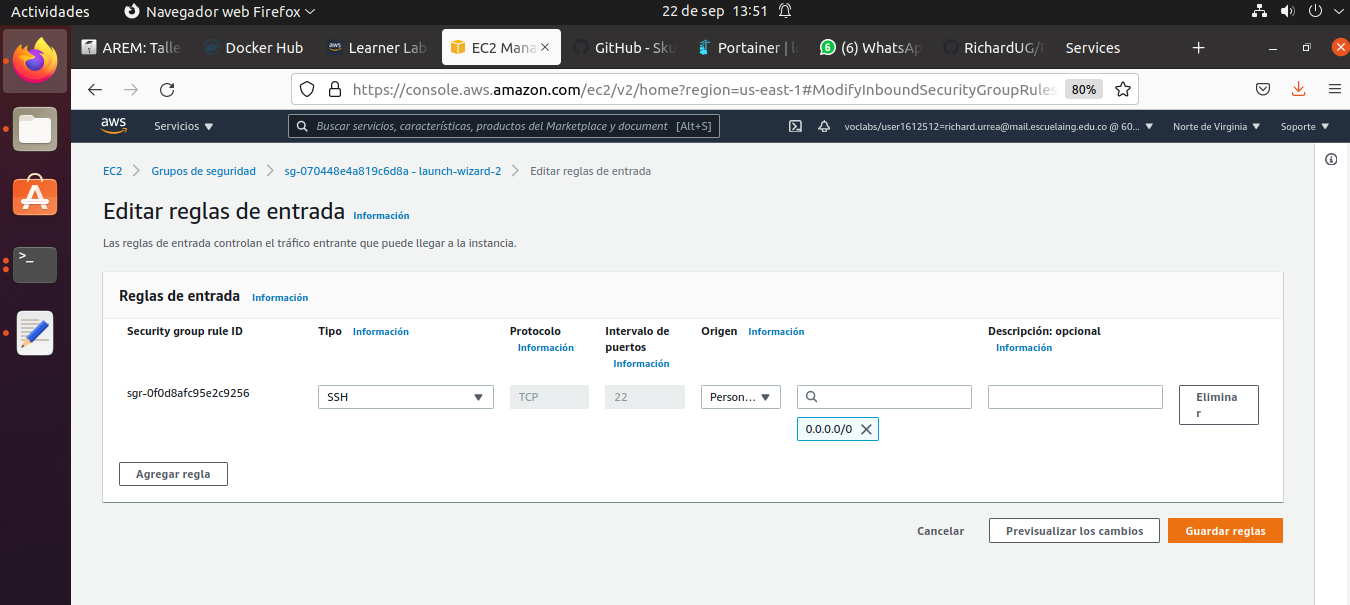 Actividades Navegador web Firefox 22 de sep 13:51
AREM: Talle Docker Hub aws Learner Lab EC2 Mana GitHub - Sku Portainer | l (6) WhatsAp RichardUG/ Services
https://console.aws.amazon.com/ec2/v2/home?region=us-east-1#ModifyInboundSecurityGroupRules 80%
aws Servicios Buscar servicios, características, productos del Marketplace y document [Alt+S] voclabs/user1612512=richard.urrea@mail.escuelaing.edu.co @ 60... Norte de Virginia Soporte
EC2 Grupos de seguridad sg-070448e4a819c6d8a - launch-wizard-2 Editar reglas de entrada
Editar reglas de entrada Información
Las reglas de entrada controlan el tráfico entrante que puede llegar a la instancia.
Reglas de entrada Información
Security group rule ID Tipo Información Protocolo Información Intervalo de puertos Información Origen Información Descripción: opcional Información
sgr-0f0d8afc95e2c9256 SSH TCP 22 Person... Elimina
r
0.0.0.0/0
Agregar regla
Cancelar Previsualizar los cambios Guardar reglas